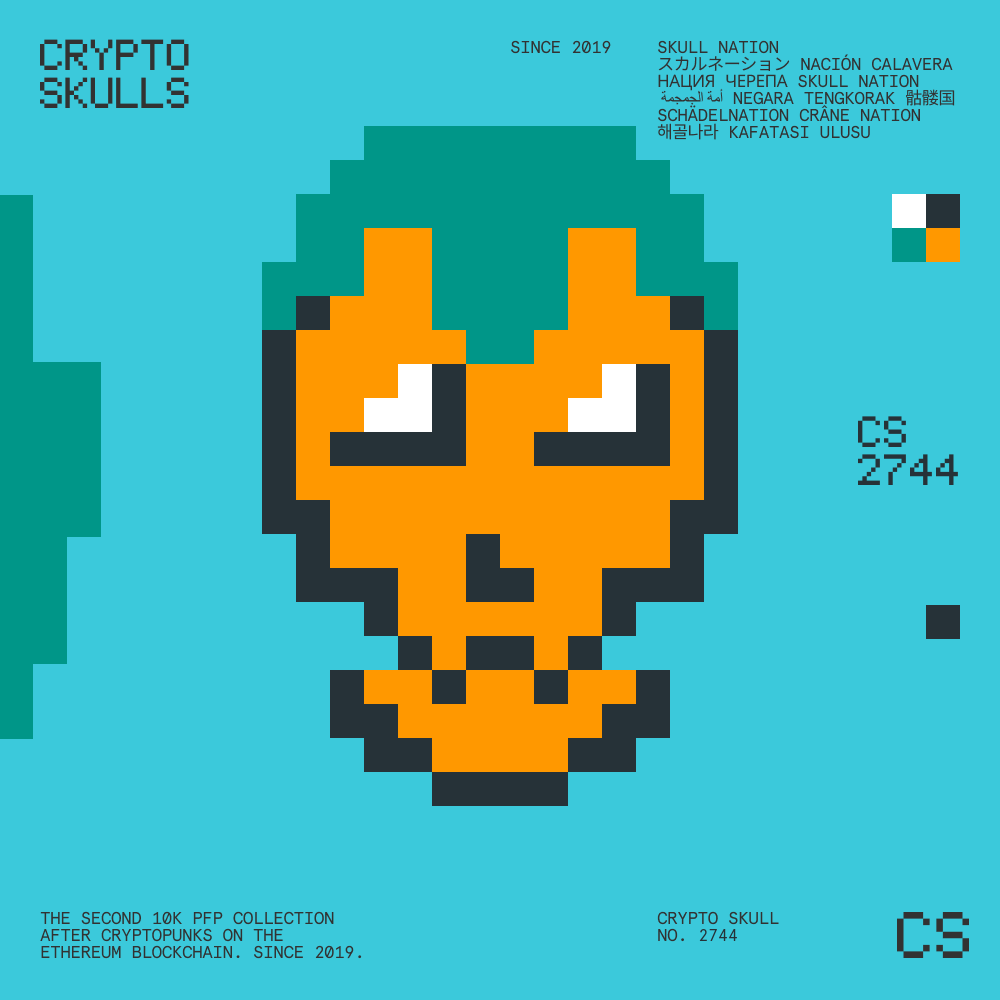 CRYPTO
SKULLS
SINCE 2019
SKULL NATION
スカルネーション NACIÓN CALAVERA
НАЦИЯ ЧЕРЕПА SKULL NATION
أمة الجمجمة NEGARA TENGKORAK 骷髅国
SCHÄDELNATION CRÂNE NATION
해골나라 KAFATASI ULUSU
CS
2744
THE SECOND 10K PFP COLLECTION
AFTER CRYPTOPUNKS ON THE
ETHEREUM BLOCKCHAIN. SINCE 2019.
CRYPTO SKULL
NO. 2744
CS